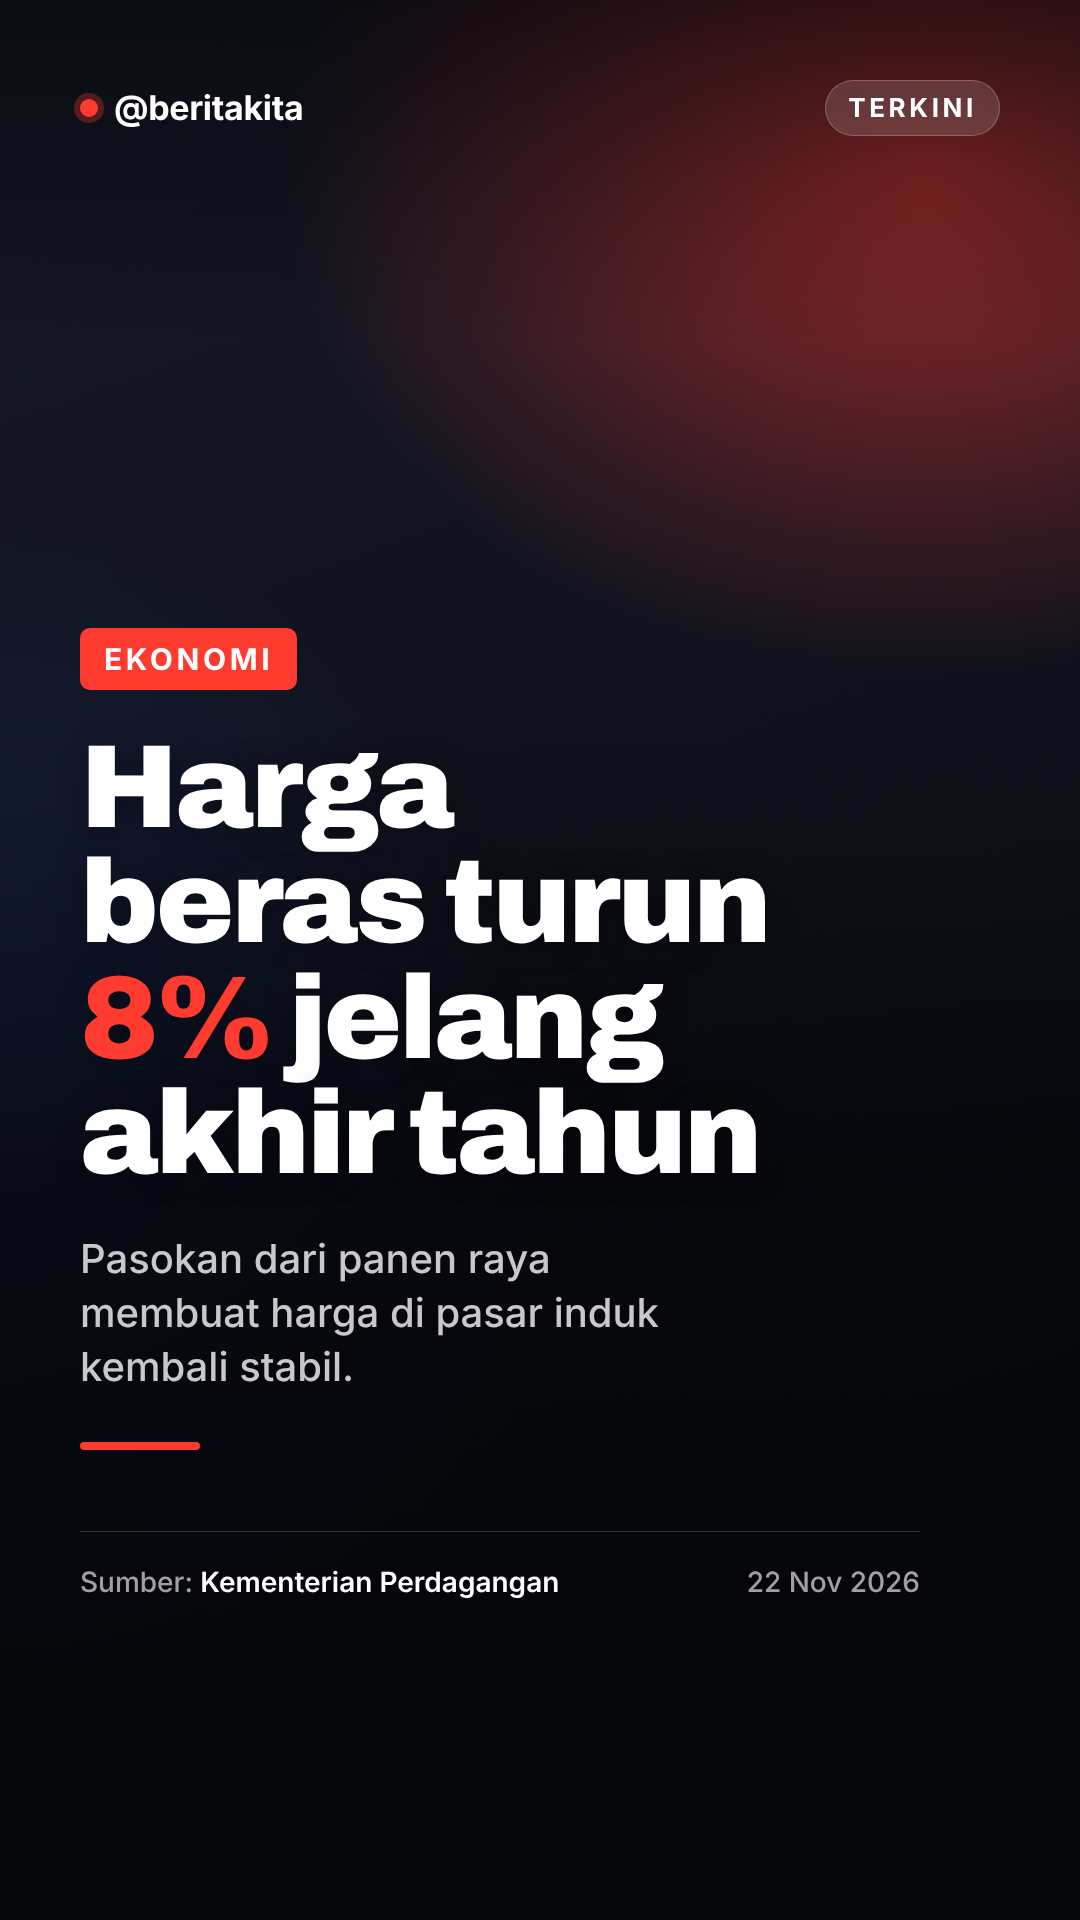 @beritakita
TERKINI
EKONOMI
Harga
beras turun
8% jelang
akhir tahun
Pasokan dari panen raya
membuat harga di pasar induk
kembali stabil.
Sumber: Kementerian Perdagangan
22 Nov 2026